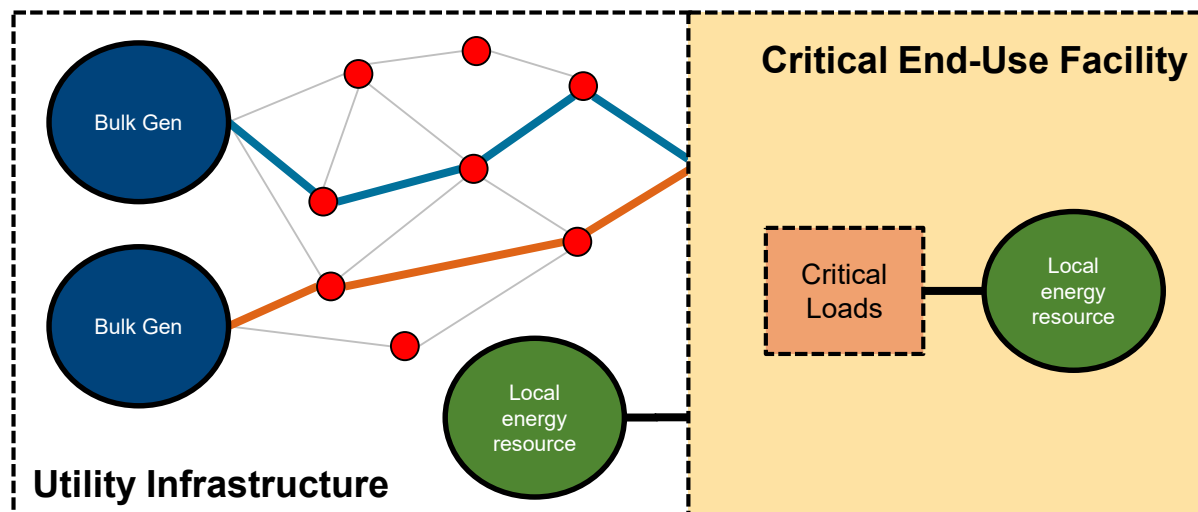 Bulk Gen
Critical End-Use Facility
Critical
Loads
Local
energy
resource
Bulk Gen
Local
energy
resource
Utility Infrastructure